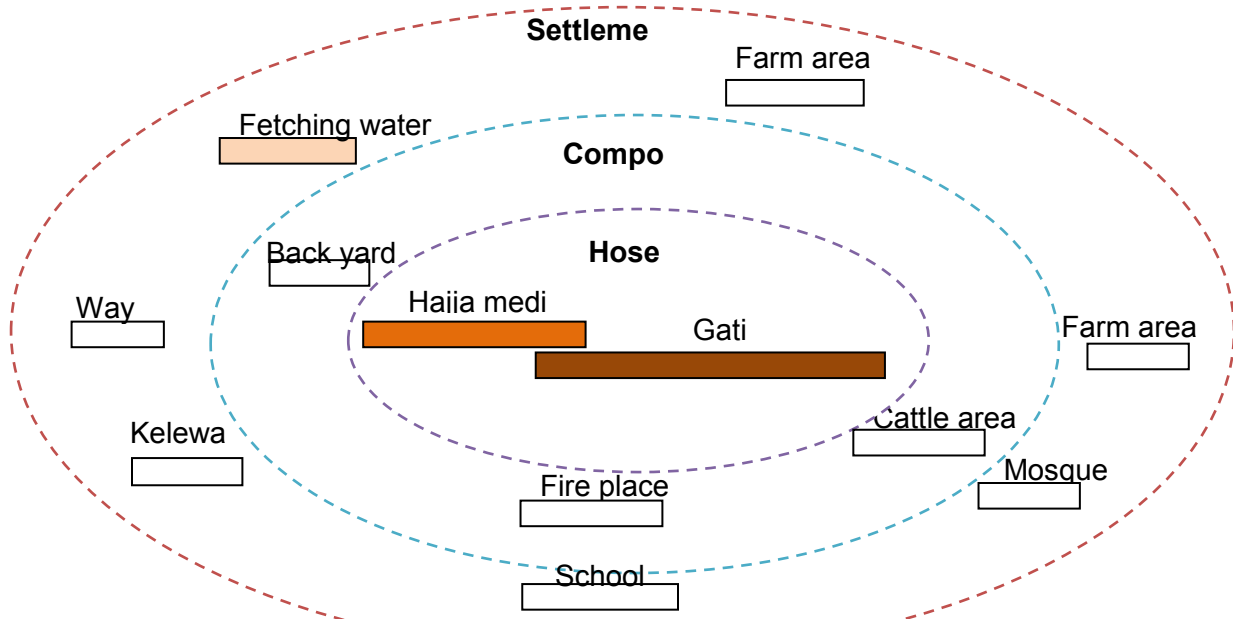 Settleme
Farm area
Fetching water
Compo
Back yard
Hose
Haiia medi
Way
Gati
Farm area
Cattle area
Kelewa
Mosque
Fire place
School